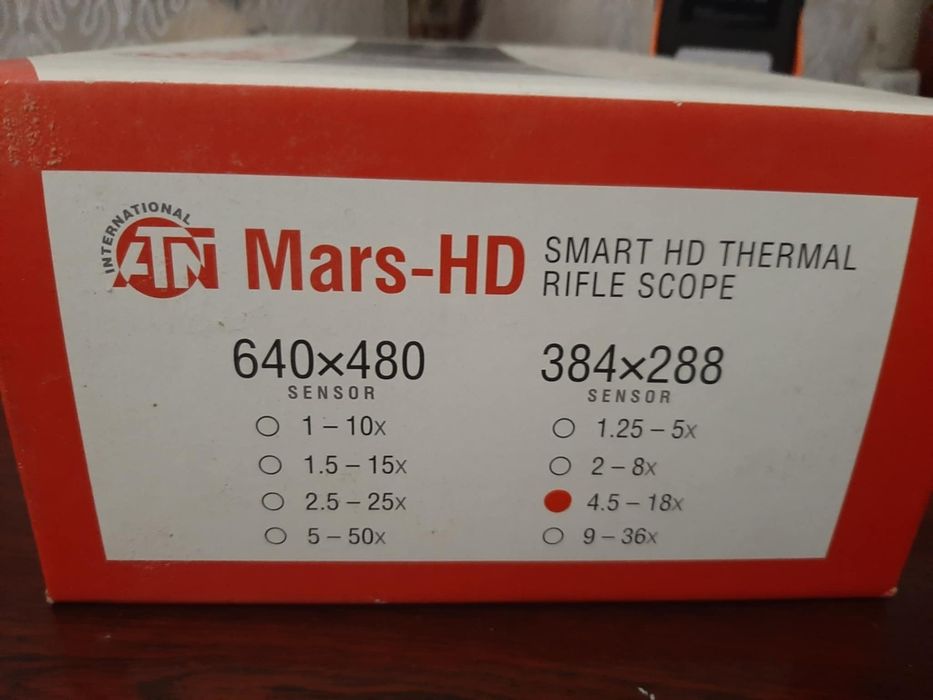 INTERNATIONAL
ATN
Mars-HD
SMART HD THERMAL
RIFLE SCOPE
640×480
SENSOR
1 – 10x
1.5 – 15x
2.5 – 25x
5 – 50x
384×288
SENSOR
1.25 – 5x
2 – 8x
4.5 – 18x
9 – 36x